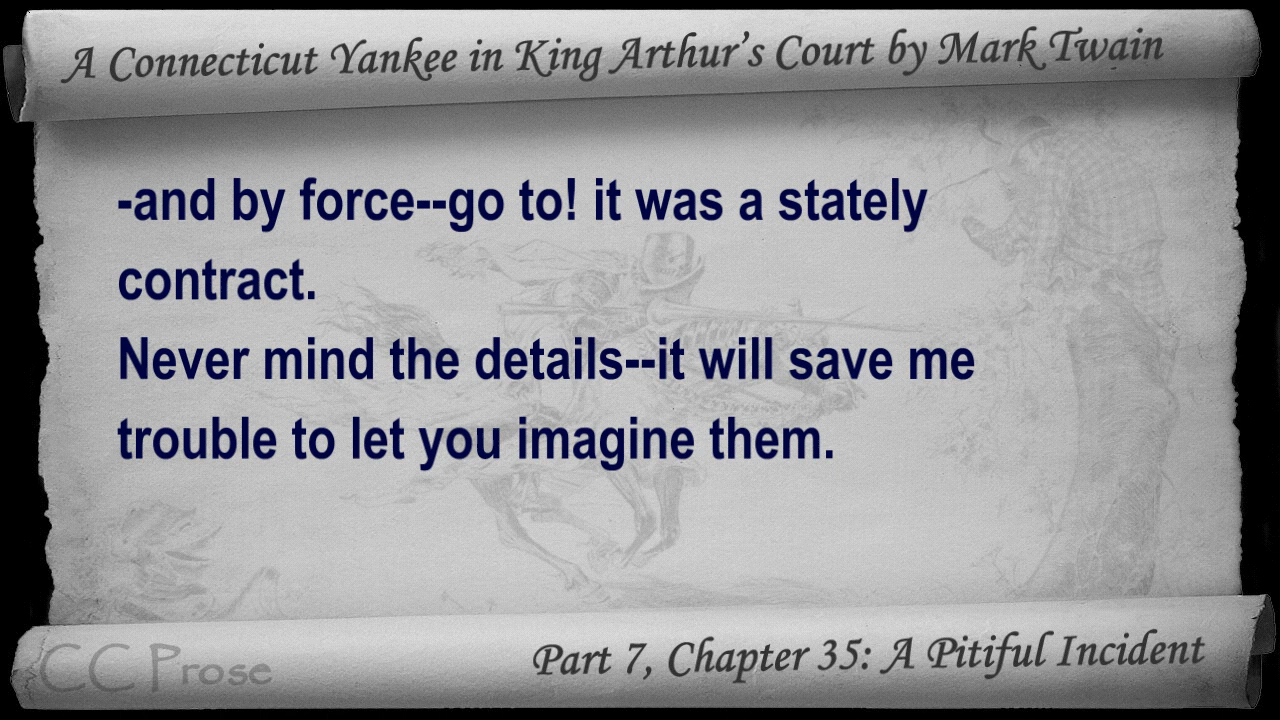 A Connecticut Yankee in King Arthur's Court by Mark Twain
-and by force--go to! it was a stately
contract.
Never mind the details--it will save me
trouble to let you imagine them.
CC Prose
Part 7, Chapter 35: A Pitiful Incident